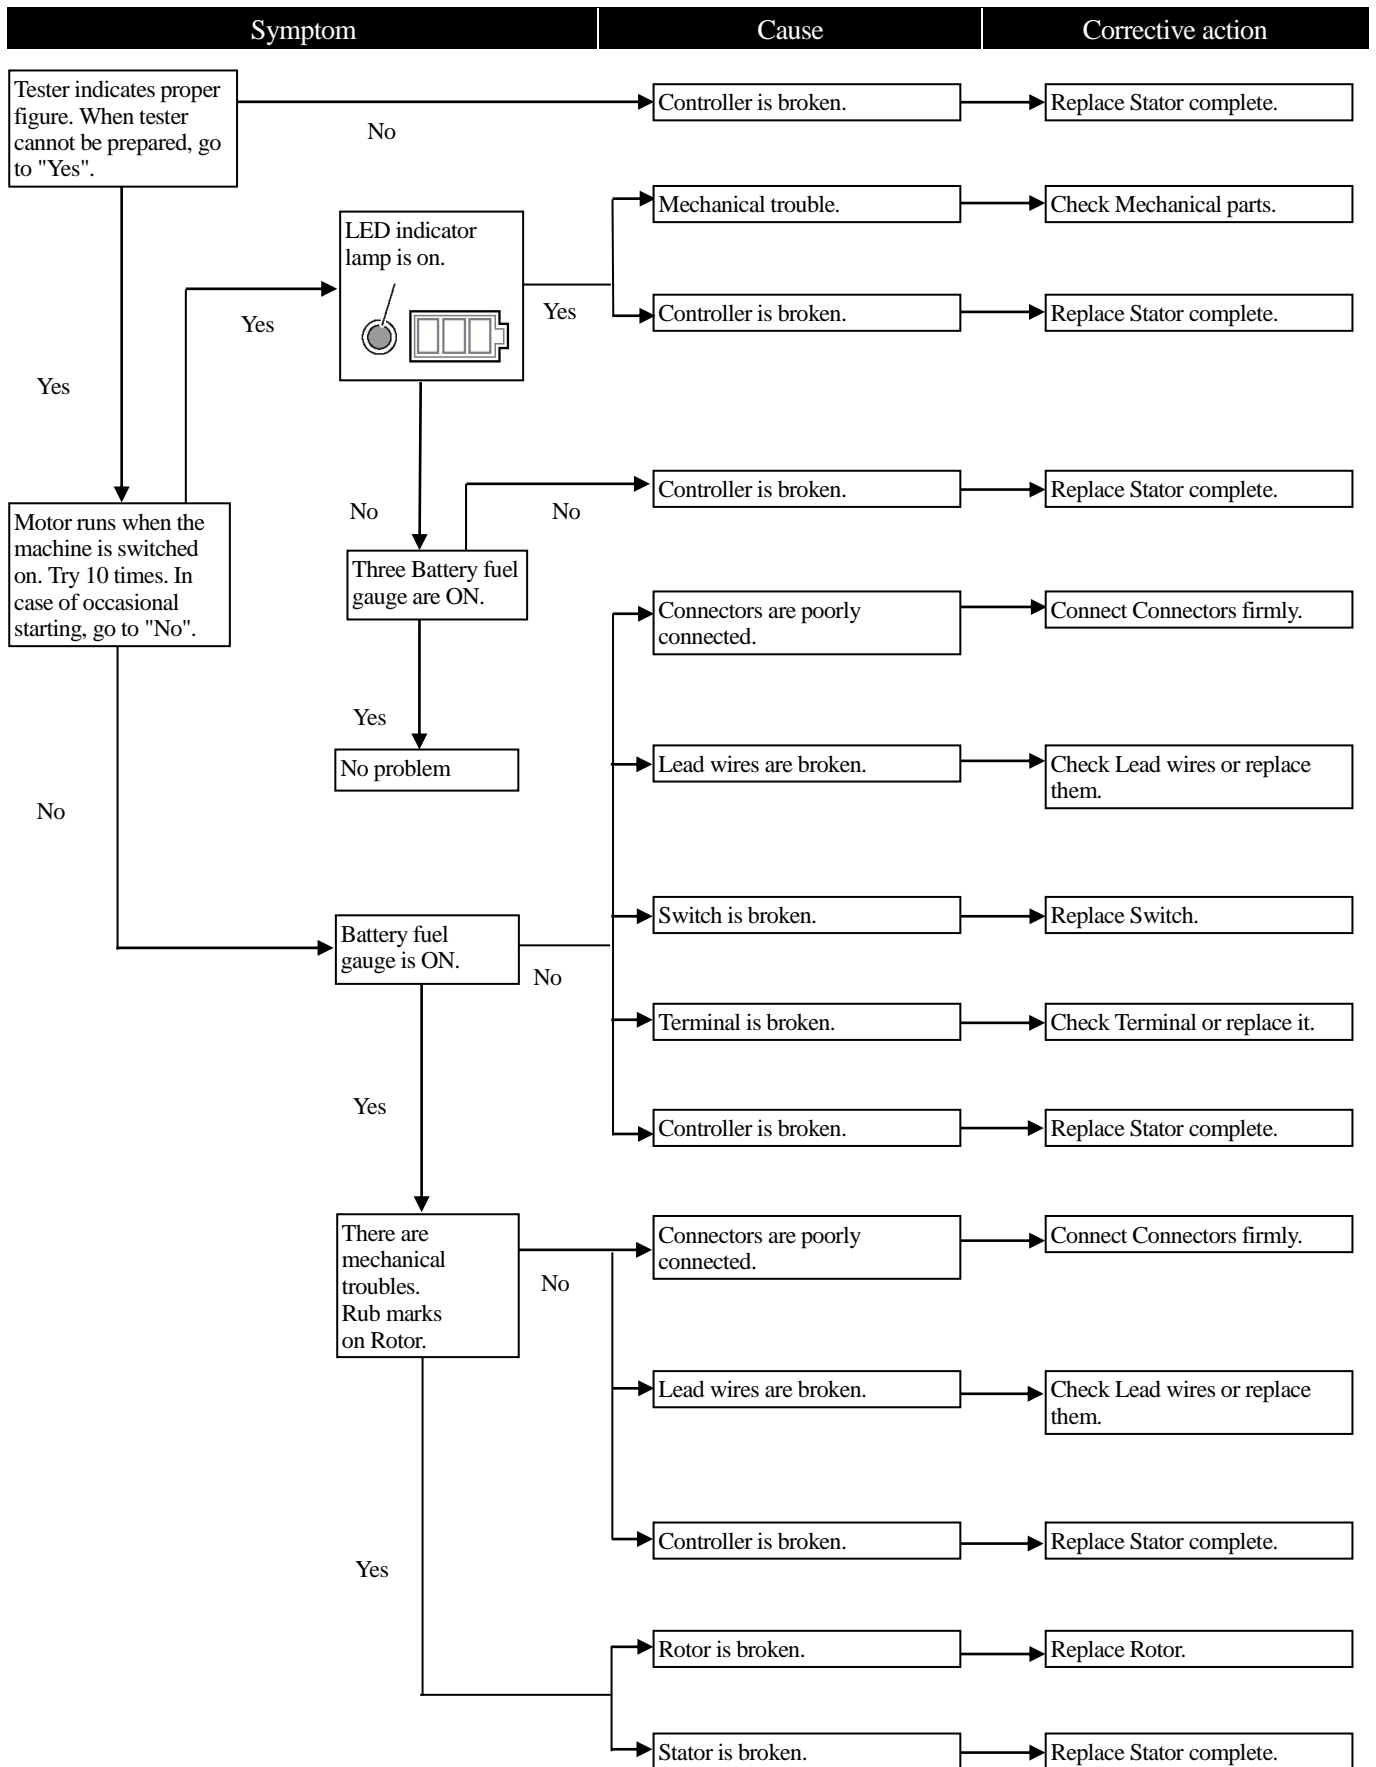 Symptom
Cause
Corrective action
Tester indicates proper
figure. When tester
cannot be prepared, go
to "Yes".
No
Controller is broken.
Replace Stator complete.
LED indicator
lamp is on.
Yes
Yes
Mechanical trouble.
Check Mechanical parts.
Controller is broken.
Replace Stator complete.
Yes
Motor runs when the
machine is switched
on. Try 10 times. In
case of occasional
starting, go to "No".
No
No
Controller is broken.
Replace Stator complete.
Three Battery fuel
gauge are ON.
Yes
No problem
Connectors are poorly
connected.
Connect Connectors firmly.
Lead wires are broken.
Check Lead wires or replace
them.
No
Battery fuel
gauge is ON.
No
Switch is broken.
Replace Switch.
Terminal is broken.
Check Terminal or replace it.
Controller is broken.
Replace Stator complete.
Yes
There are
mechanical
troubles.
Rub marks
on Rotor.
No
Connectors are poorly
connected.
Connect Connectors firmly.
Lead wires are broken.
Check Lead wires or replace
them.
Controller is broken.
Replace Stator complete.
Yes
Rotor is broken.
Replace Rotor.
Stator is broken.
Replace Stator complete.